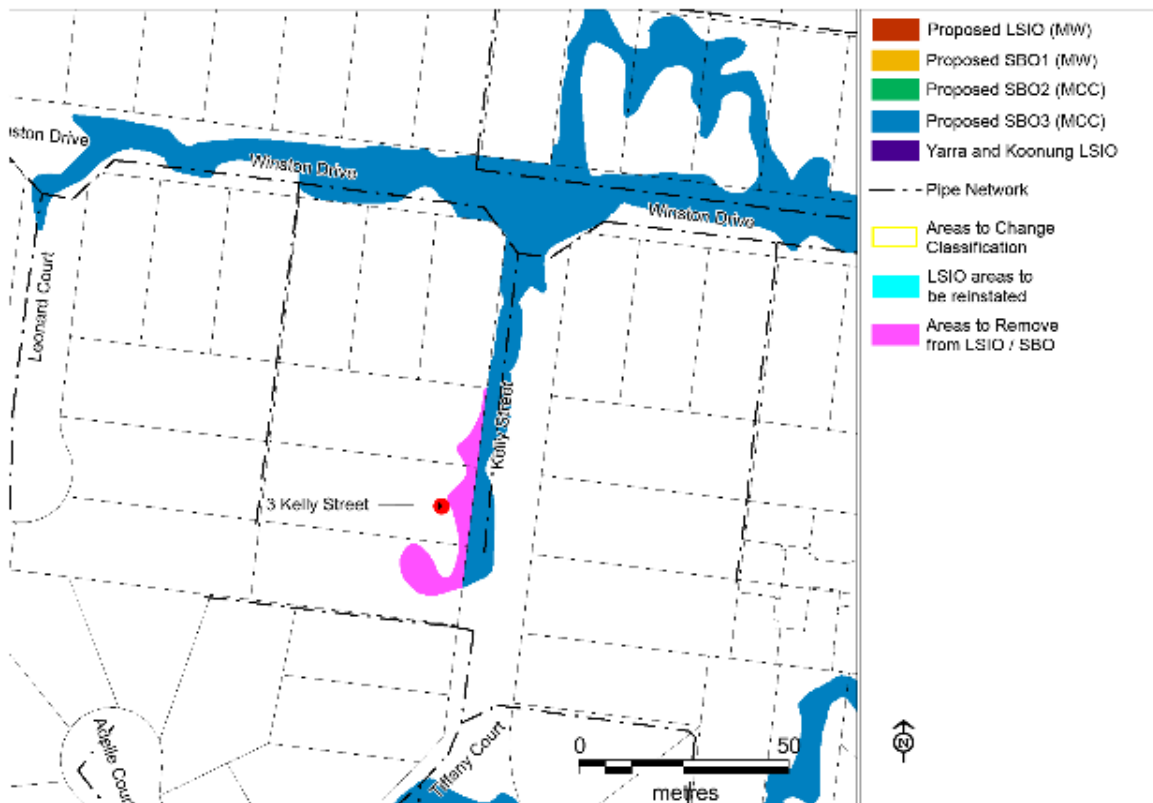 Proposed LSIO (MW)
Proposed SBO1 (MW)
Proposed SBO2 (MCC)
Proposed SBO3 (MCC)
Yarra and Koonung LSIO
Pipe Network
Areas to Change
Classification
LSIO areas to
be reinstated
Areas to Remove
from LSIO / SBO
ston Drive
Winston Drive
Winston Drive
Leonard Court
Kelly Street
3 Kelly Street
Tiffany Court
0 50
metres
N